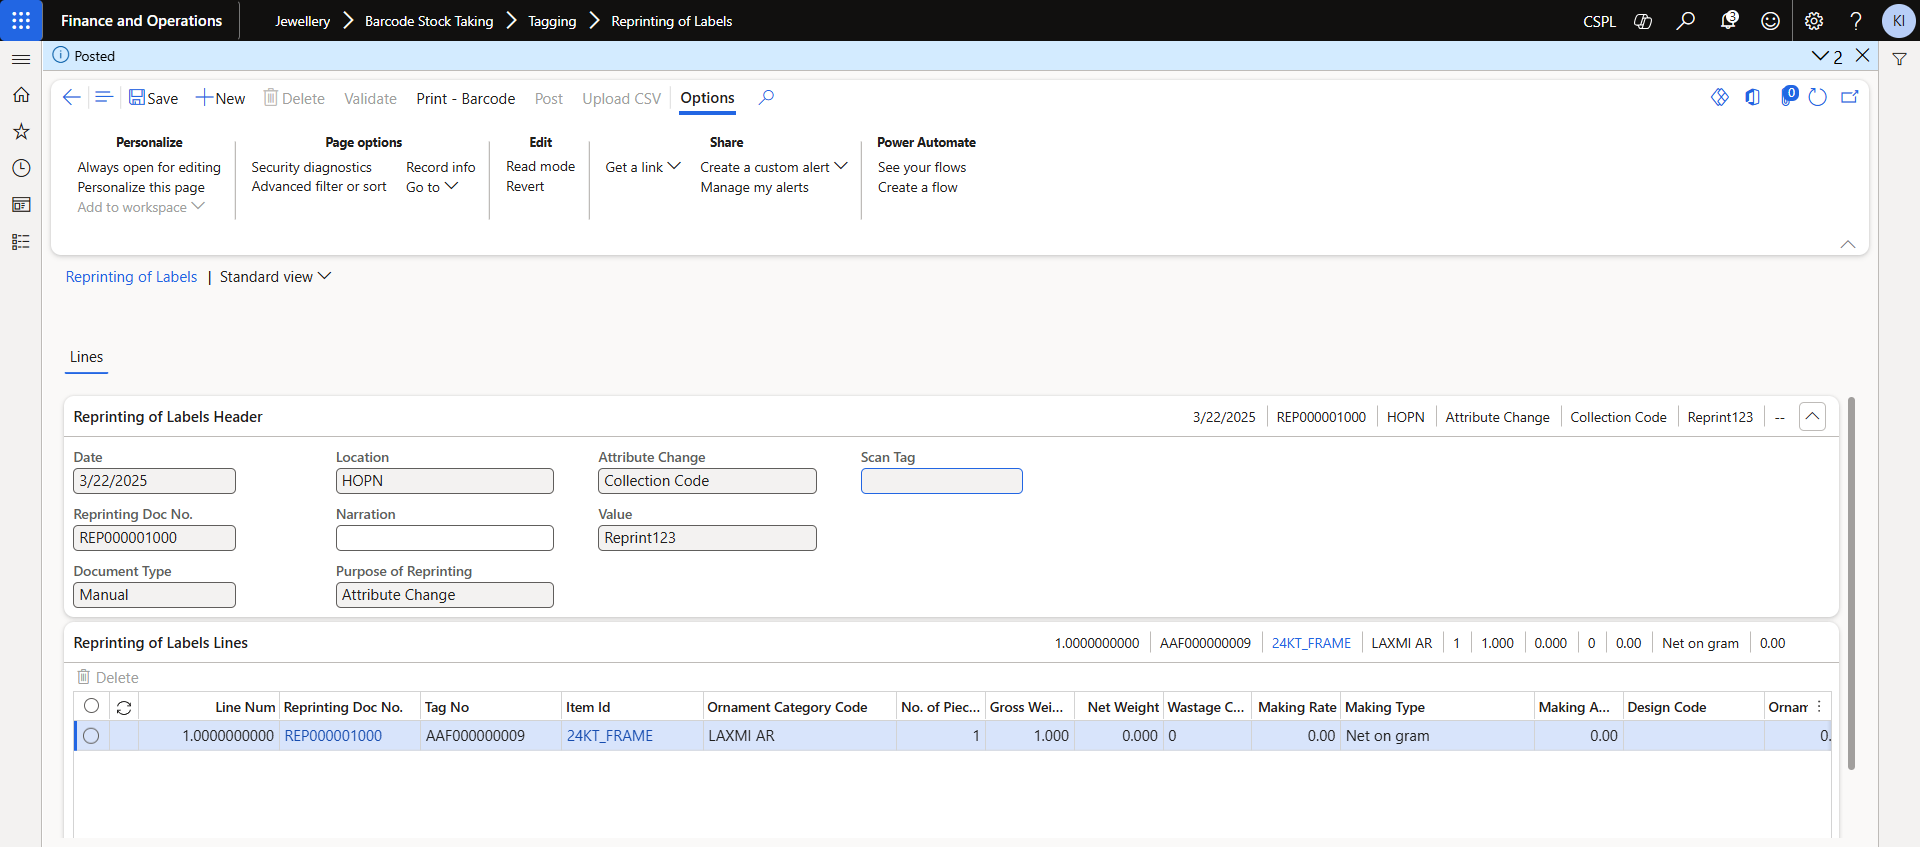 Finance and Operations
Jewellery > Barcode Stock Taking > Tagging > Reprinting of Labels
CSPL 3 ? KI
Posted
2
Save New Delete Validate Print - Barcode Post Upload CSV Options
0
Personalize
Always open for editing
Personalize this page
Add to workspace
Page options
Security diagnostics
Advanced filter or sort
Record info
Go to
Edit
Read mode
Revert
Share
Get a link
Create a custom alert
Manage my alerts
Power Automate
See your flows
Create a flow
Reprinting of Labels | Standard view
Lines
Reprinting of Labels Header 3/22/2025 REP000001000 HOPN Attribute Change Collection Code Reprint123 --
Date Location Attribute Change Scan Tag
3/22/2025 HOPN Collection Code
Reprinting Doc No. Narration Value
REP000001000 Reprint123
Document Type Purpose of Reprinting
Manual Attribute Change
Reprinting of Labels Lines 1.0000000000 AAF000000009 24KT_FRAME LAXMI AR 1 1.000 0.000 0 0.00 Net on gram 0.00
Delete
Line Num Reprinting Doc No. Tag No Item Id Ornament Category Code No. of Piec... Gross Wei... Net Weight Wastage C... Making Rate Making Type Making A... Design Code Ornam
1.0000000000 REP000001000 AAF000000009 24KT_FRAME LAXMI AR 1 1.000 0.000 0 0.00 Net on gram 0.00 0.